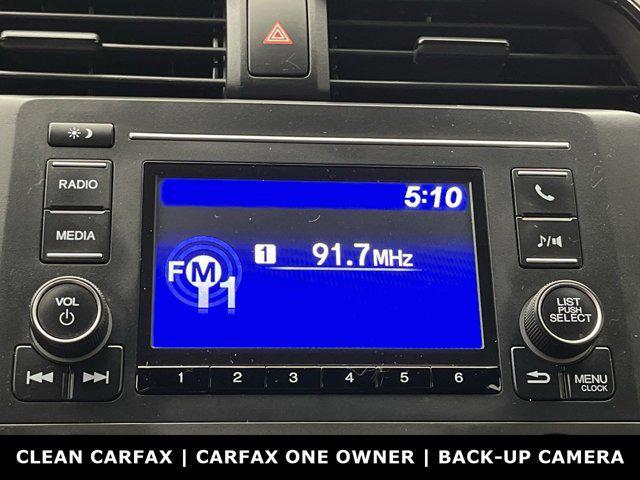 RADIO
MEDIA
VOL
5:10
FM1
1 91.7MHz
LIST
PUSH
SELECT
MENU
CLOCK
1 2 3 4 5 6
CLEAN CARFAX | CARFAX ONE OWNER | BACK-UP CAMERA